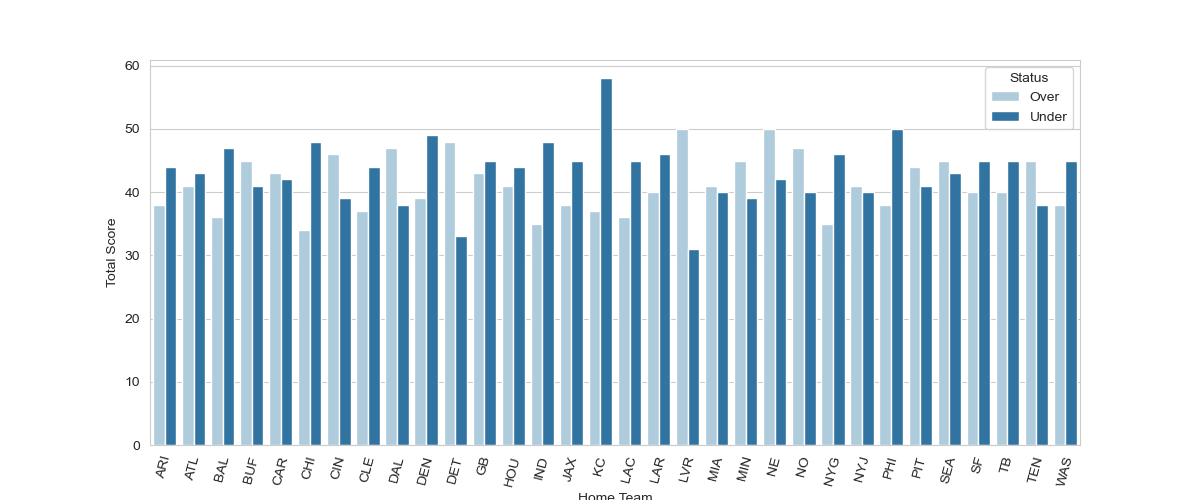 60
50
40
30
20
10
0
Total Score
Status
Over
Under
ARI ATL BAL BUF CAR CHI CIN CLE DAL DEN DET GB HOU IND JAX KC LAC LAR LVR MIA MIN NE NO NYG NYJ PHI PIT SEA SF TB TEN WAS
Home Team